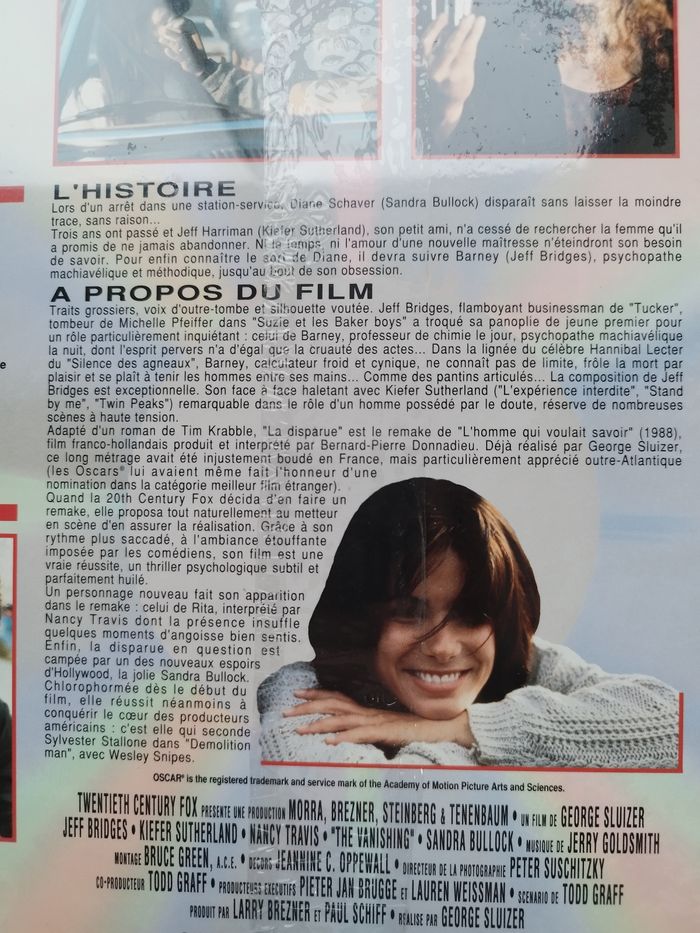 L'HISTOIRE
Lors d'un arrêt dans une station-service, Diane Schaver (Sandra Bullock) disparaît sans laisser la moindre
trace, sans raison...
Trois ans ont passé et Jeff Harriman (Kiefer Sutherland), son petit ami, n'a cessé de rechercher la femme qu'il
a promis de ne jamais abandonner. Ni le temps, ni l'amour d'une nouvelle maîtresse n'éteindront son besoin
de savoir. Pour enfin connaître le sort de Diane, il devra suivre Barney (Jeff Bridges), psychopathe
machiavélique et méthodique, jusqu'au bout de son obsession.
A PROPOS DU FILM
Traits grossiers, voix d'outre-tombe et silhouette voutée. Jeff Bridges, flamboyant businessman de "Tucker",
tombeur de Michelle Pfeiffer dans "Suzie et les Baker boys" a troqué sa panoplie de jeune premier pour
un rôle particulièrement inquiétant : celui de Barney, professeur de chimie le jour, psychopathe machiavélique
la nuit, dont l'esprit pervers n'a d'égal que la cruauté des actes... Dans la lignée du célèbre Hannibal Lecter
du "Silence des agneaux", Barney, calculateur froid et cynique, ne connaît pas de limite, frôle la mort par
plaisir et se plaît à tenir les hommes entre ses mains... Comme des pantins articulés... La composition de Jeff
Bridges est exceptionnelle. Son face à face haletant avec Kiefer Sutherland ("L'expérience interdite", "Stand
by me", "Twin Peaks") remarquable dans le rôle d'un homme possédé par le doute, réserve de nombreuses
scènes à haute tension.
Adapté d'un roman de Tim Krabble, "La disparue" est le remake de "L'homme qui voulait savoir" (1988),
film franco-hollandais produit et interprété par Bernard-Pierre Donnadieu. Déjà réalisé par George Sluizer,
ce long métrage avait été injustement boudé en France, mais particulièrement apprécié outre-Atlantique
(les Oscars® lui avaient même fait l'honneur d'une
nomination dans la catégorie meilleur film étranger).
Quand la 20th Century Fox décida d'en faire un
remake, elle proposa tout naturellement au metteur
en scène d'en assurer la réalisation. Grâce à son
rythme plus saccadé, à l'ambiance étouffante
imposée par les comédiens, son film est une
vraie réussite, un thriller psychologique subtil et
parfaitement huilé.
Un personnage nouveau fait son apparition
dans le remake : celui de Rita, interprété par
Nancy Travis dont la présence insuffle
quelques moments d'angoisse bien sentis.
Enfin, la disparue en question est
campée par un des nouveaux espoirs
d'Hollywood, la jolie Sandra Bullock.
Chlorophormée dès le début du
film, elle réussit néanmoins à
conquérir le cœur des producteurs
américains : c'est elle qui seconde
Sylvester Stallone dans "Demolition
man", avec Wesley Snipes.
OSCAR® is the registered trademark and service mark of the Academy of Motion Picture Arts and Sciences.
TWENTIETH CENTURY FOX PRESENTE UNE PRODUCTION MORRA, BREZNER, STEINBERG & TENENBAUM • UN FILM DE GEORGE SLUIZER
JEFF BRIDGES • KIEFER SUTHERLAND • NANCY TRAVIS • "THE VANISHING" • SANDRA BULLOCK • MUSIQUE DE JERRY GOLDSMITH
MONTAGE BRUCE GREEN, A.C.E. • DECORS JEANNINE C. OPPEWALL • DIRECTEUR DE LA PHOTOGRAPHIE PETER SUSCHITZKY
CO-PRODUCTEUR TODD GRAFF • PRODUCTEURS EXECUTIFS PIETER JAN BRUGGE ET LAUREN WEISSMAN • SCENARIO DE TODD GRAFF
PRODUIT PAR LARRY BREZNER ET PAUL SCHIFF • REALISE PAR GEORGE SLUIZER